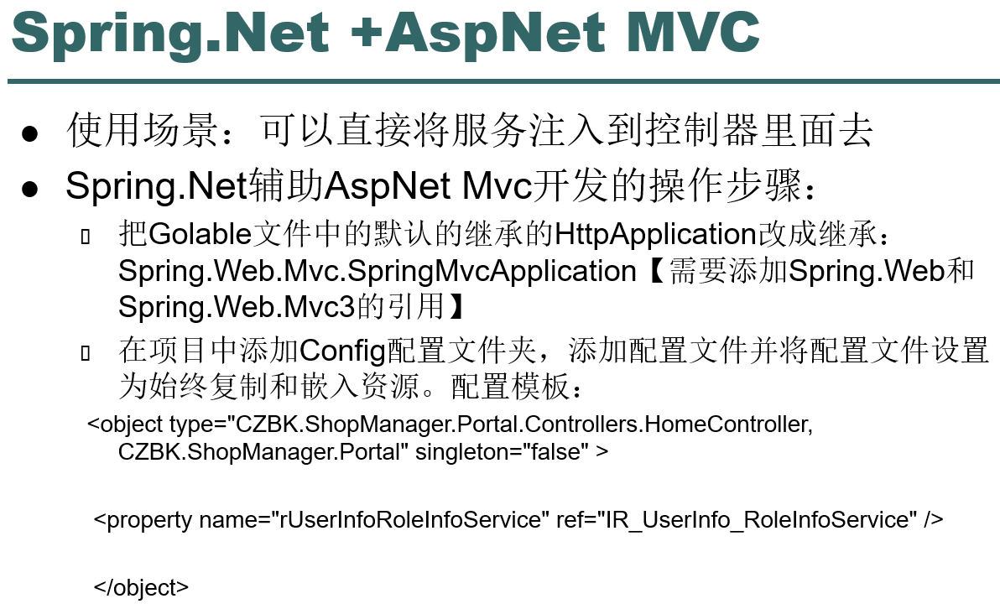 Spring.Net +AspNet MVC
使用场景：可以直接将服务注入到控制器里面去
Spring.Net辅助AspNet Mvc开发的操作步骤：
把Golable文件中的默认的继承的HttpApplication改成继承：
Spring.Web.Mvc.SpringMvcApplication【需要添加Spring.Web和
Spring.Web.Mvc3的引用】
在项目中添加Config配置文件夹，添加配置文件并将配置文件设置
为始终复制和嵌入资源。配置模板：
<object type="CZBK.ShopManager.Portal.Controllers.HomeController,
CZBK.ShopManager.Portal" singleton="false" >
<property name="rUserInfoRoleInfoService" ref="IR_UserInfo_RoleInfoService" />
</object>